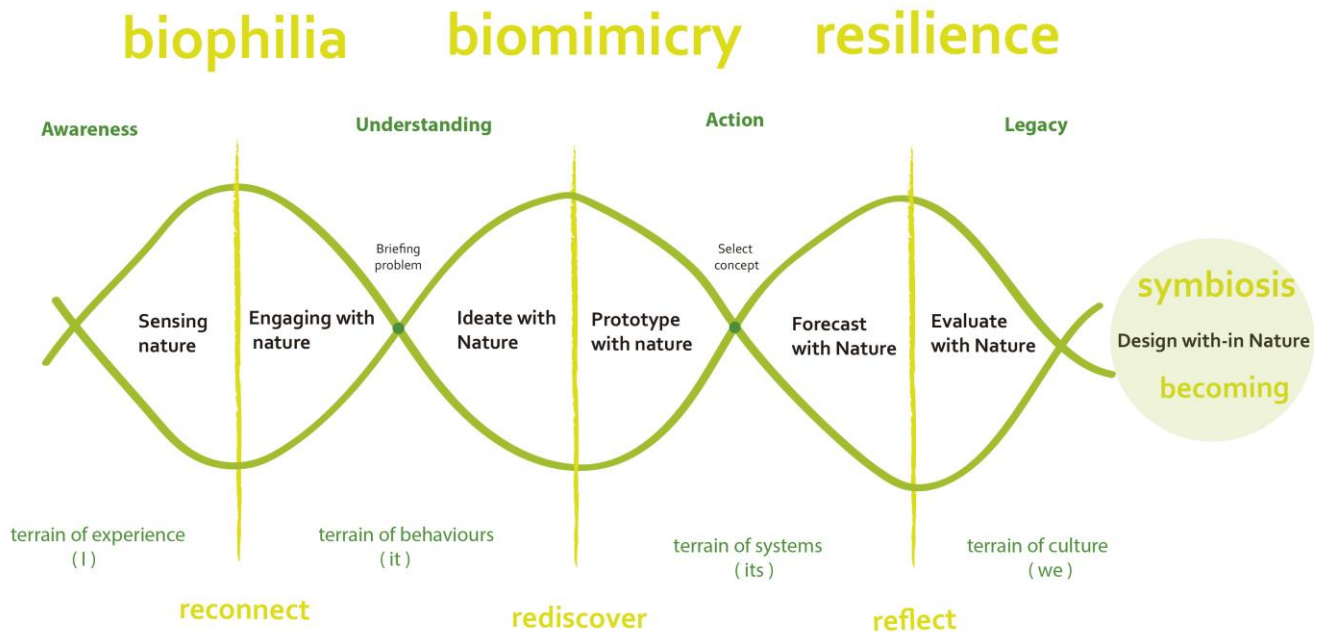 biophilia
biomimicry
resilience
Awareness
Understanding
Action
Legacy
Briefing
problem
Select
concept
Sensing
nature
Engaging with
nature
Ideate with
Nature
Prototype
with nature
Forecast
with Nature
Evaluate
with Nature
symbiosis
Design with-in Nature
becoming
terrain of experience
( I )
terrain of behaviours
( it )
terrain of systems
( its )
terrain of culture
( we )
reconnect
rediscover
reflect